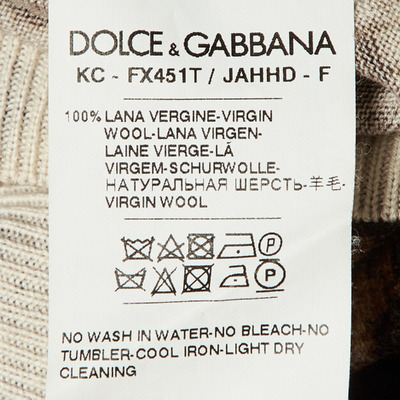 DOLCE & GABBANA
KC - FX451T / JAHHD - F
100% LANA VERGINE-VIRGIN
WOOL-LANA VIRGEN-
LAINE VIERGE-LÃ
VIRGEM-SCHURWOLLE-
НАТУРАЛЬНАЯ ШЕРСТЬ-羊毛-
VIRGIN WOOL
P
P
NO WASH IN WATER-NO BLEACH-NO
TUMBLER-COOL IRON-LIGHT DRY
CLEANING